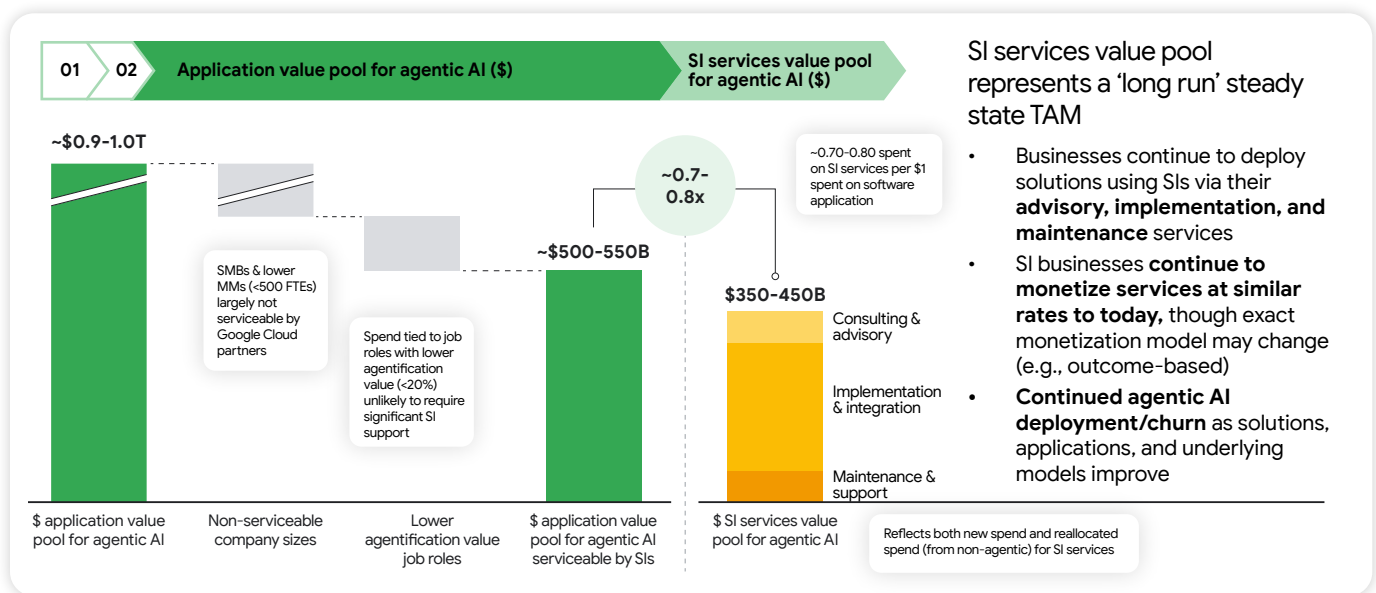 01
02
Application value pool for agentic AI ($)
SI services value pool
for agentic AI ($)
~$0.9-1.0T
SMBs & lower
MMs (<500 FTEs)
largely not
serviceable by
Google Cloud
partners
Spend tied to job
roles with lower
agentification
value (<20%)
unlikely to require
significant SI
support
~$500-550B
~0.7-
0.8x
~0.70-0.80 spent
on SI services per $1
spent on software
application
$350-450B
Consulting &
advisory
Implementation
& integration
Maintenance &
support
$ application value
pool for agentic AI
Non-serviceable
company sizes
Lower
agentification value
job roles
$ application value
pool for agentic AI
serviceable by SIs
$ SI services value
pool for agentic AI
Reflects both new spend and reallocated
spend (from non-agentic) for SI services
SI services value pool
represents a ‘long run’ steady
state TAM
• Businesses continue to deploy
solutions using SIs via their
advisory, implementation, and
maintenance services
• SI businesses continue to
monetize services at similar
rates to today, though exact
monetization model may change
(e.g., outcome-based)
• Continued agentic AI
deployment/churn as solutions,
applications, and underlying
models improve